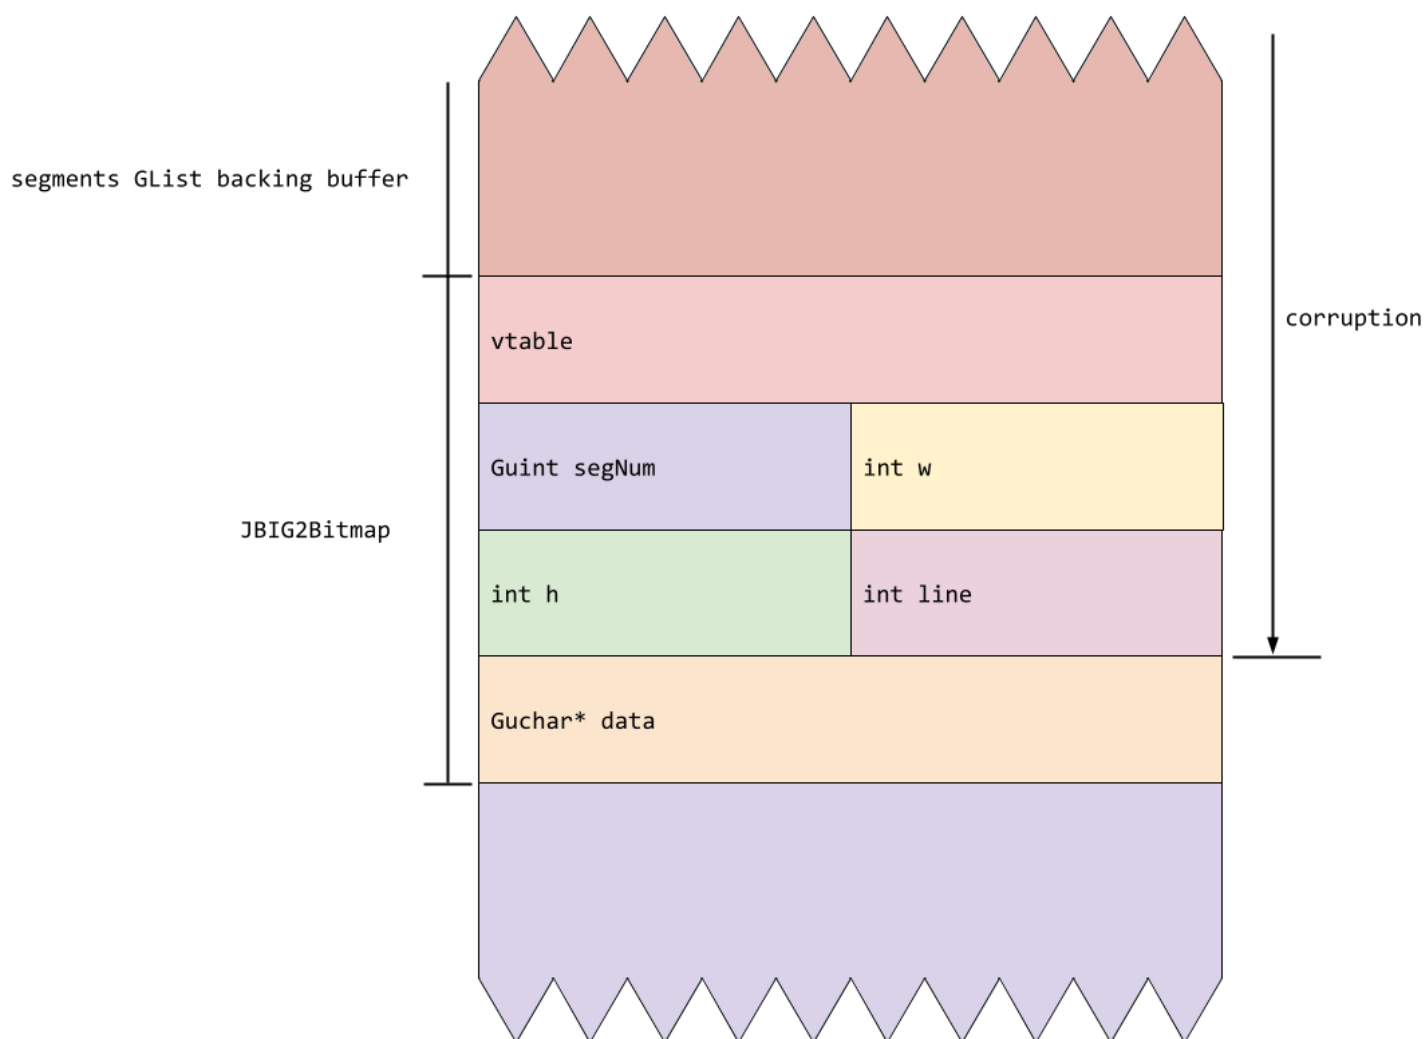 segments GList backing buffer
vtable
corruption
Guint segNum
int w
JBIG2Bitmap
int h
int line
Guchar* data